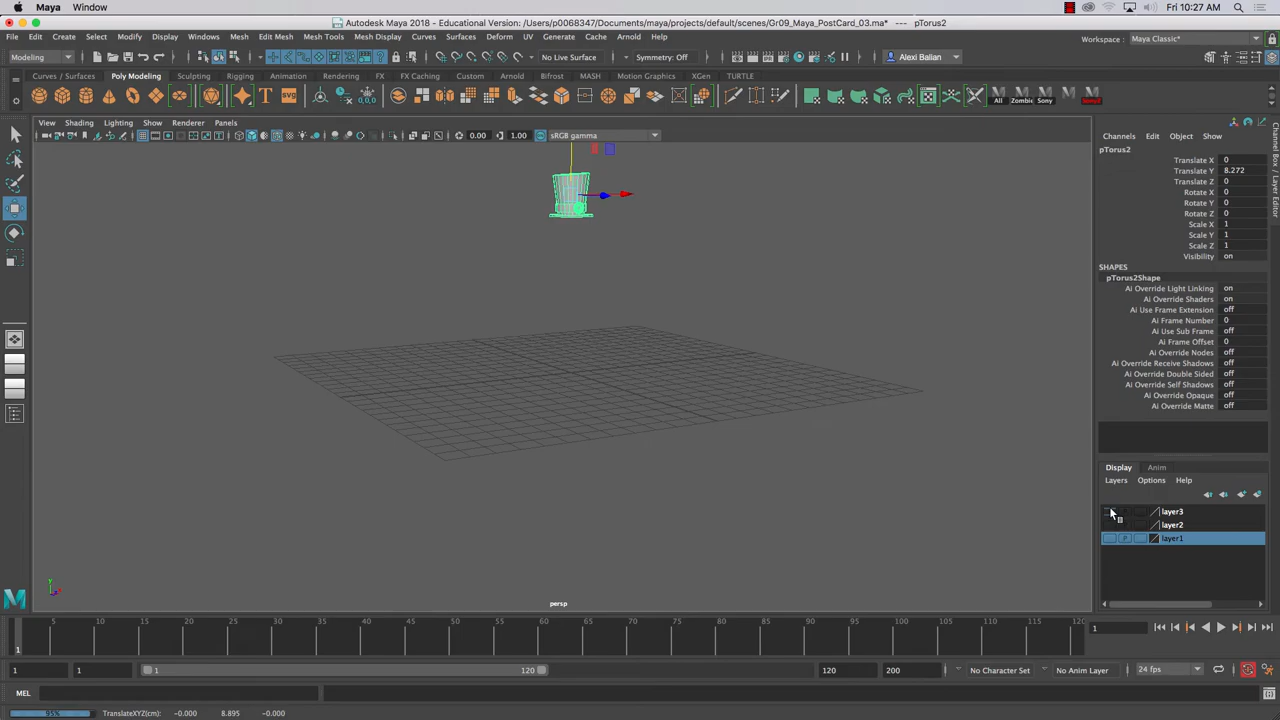 Maya Window Fri 10:27 AM
Autodesk Maya 2018 - Educational Version: /Users/p0068347/Documents/maya/projects/default/scenes/Gr09_Maya_PostCard_03.ma* --- pTorus2
File Edit Create Select Modify Display Windows Mesh Edit Mesh Mesh Tools Mesh Display Curves Surfaces Deform UV Generate Cache Arnold Help Workspace : Maya Classic*
Modeling No Live Surface Symmetry: Off Alexi Balian
Curves / Surfaces Poly Modeling Sculpting Rigging Animation Rendering FX FX Caching Custom Arnold Bifrost MASH Motion Graphics XGen TURTLE
All Zombie Sony
View Shading Lighting Show Renderer Panels
0.00 1.00 sRGB gamma
Channels Edit Object Show
pTorus2
Translate X 0
Translate Y 8.272
Translate Z 0
Rotate X 0
Rotate Y 0
Rotate Z 0
Scale X 1
Scale Y 1
Scale Z 1
Visibility on
SHAPES
pTorus2Shape
Ai Override Light Linking on
Ai Override Shaders on
Ai Use Frame Extension off
Ai Frame Number 0
Ai Use Sub Frame off
Ai Frame Offset 0
Ai Override Nodes off
Ai Override Receive Shadows off
Ai Override Double Sided off
Ai Override Self Shadows off
Ai Override Opaque off
Ai Override Matte off
Channel Box / Layer Editor
Display Anim
Layers Options Help
layer3
layer2
P layer1
persp
5 10 15 20 25 30 35 40 45 50 55 60 65 70 75 80 85 90 95 100 105 110 115 120
1 1
1 1 1 120 120 200 No Character Set No Anim Layer 24 fps
MEL
95% TranslateXYZ(cm): -0.000 8.895 -0.000